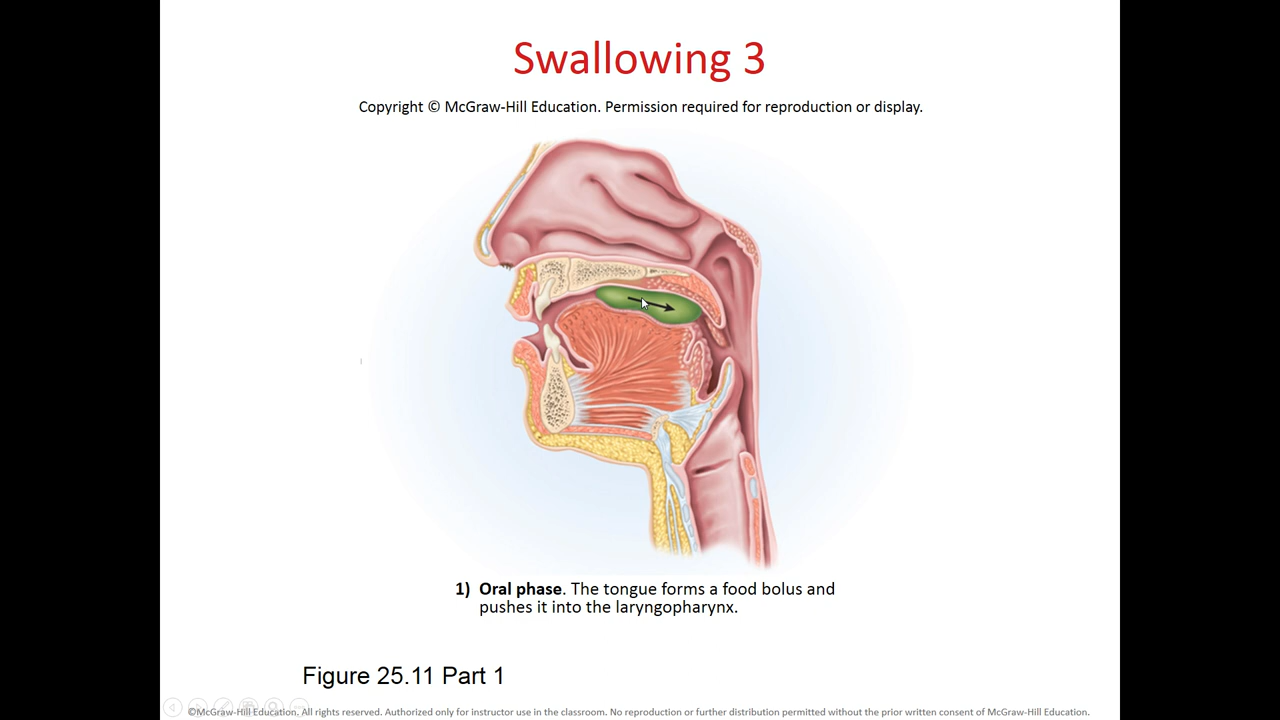 Swallowing 3
Copyright © McGraw-Hill Education. Permission required for reproduction or display.
1) Oral phase. The tongue forms a food bolus and
pushes it into the laryngopharynx.
Figure 25.11 Part 1
©McGraw-Hill Education. All rights reserved. Authorized only for instructor use in the classroom. No reproduction or further distribution permitted without the prior written consent of McGraw-Hill Education.